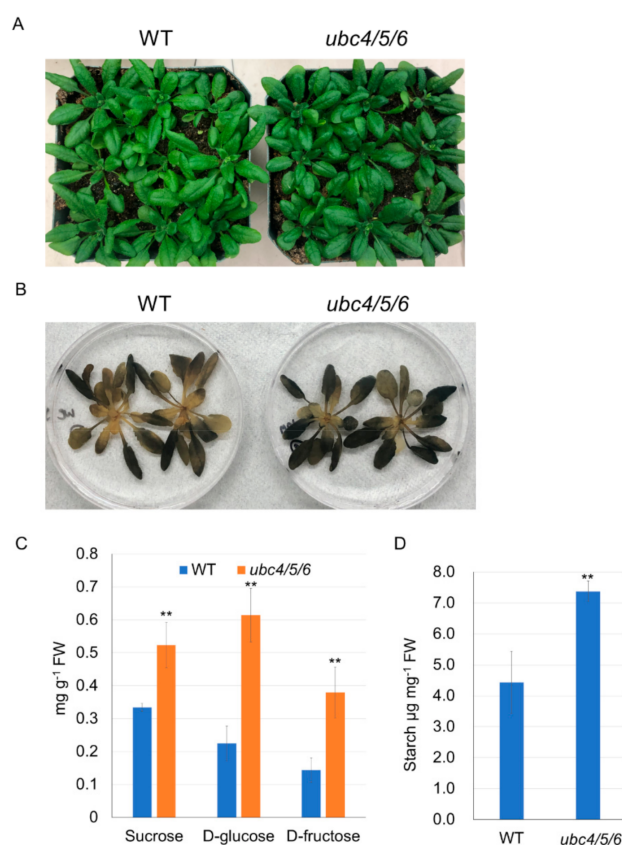 A
WT ubc4/5/6
B
WT ubc4/5/6
C
WT ubc4/5/6
mg g⁻¹ FW
0.8
0.7
0.6
0.5
0.4
0.3
0.2
0.1
0
** ** **
Sucrose D-glucose D-fructose
D
Starch µg mg⁻¹ FW
8.0
7.0
6.0
5.0
4.0
3.0
2.0
1.0
0.0
**
WT ubc4/5/6